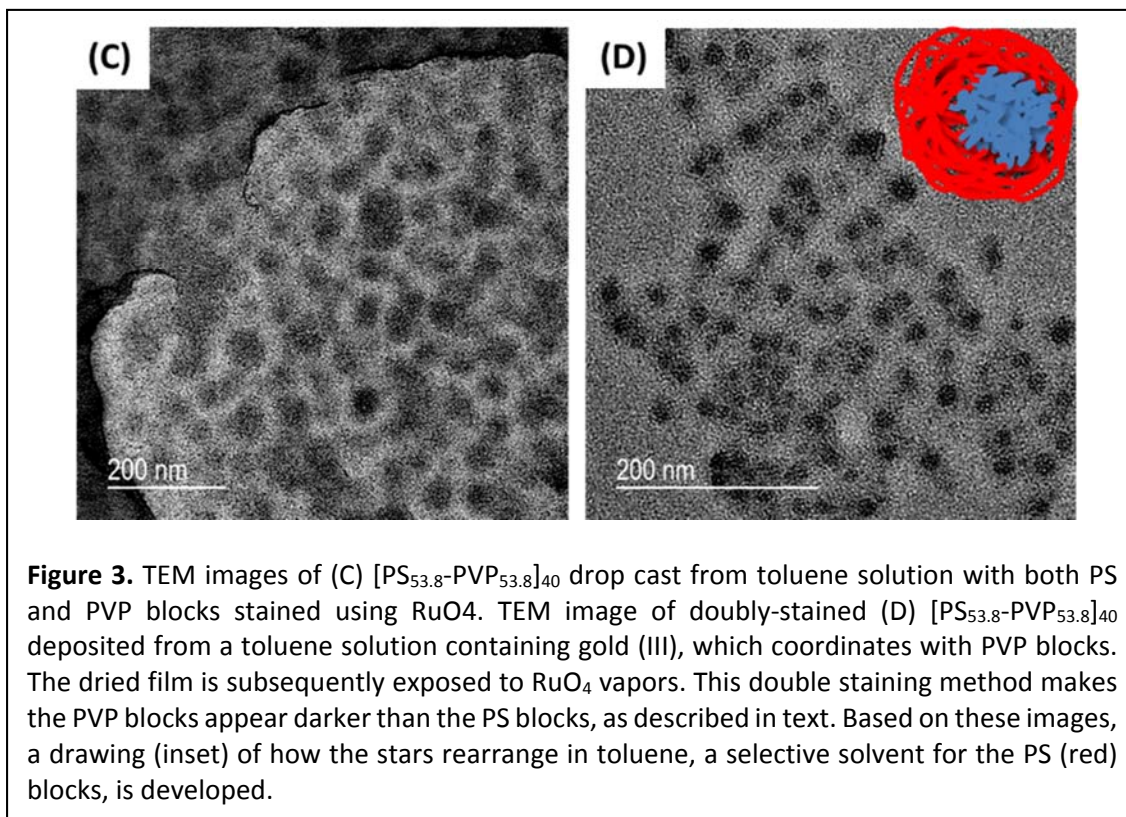 (C)
(D)
200 nm
200 nm
Figure 3. TEM images of (C) [PS53.8-PVP53.8]40 drop cast from toluene solution with both PS
and PVP blocks stained using RuO4. TEM image of doubly-stained (D) [PS53.8-PVP53.8]40
deposited from a toluene solution containing gold (III), which coordinates with PVP blocks.
The dried film is subsequently exposed to RuO4 vapors. This double staining method makes
the PVP blocks appear darker than the PS blocks, as described in text. Based on these images,
a drawing (inset) of how the stars rearrange in toluene, a selective solvent for the PS (red)
blocks, is developed.